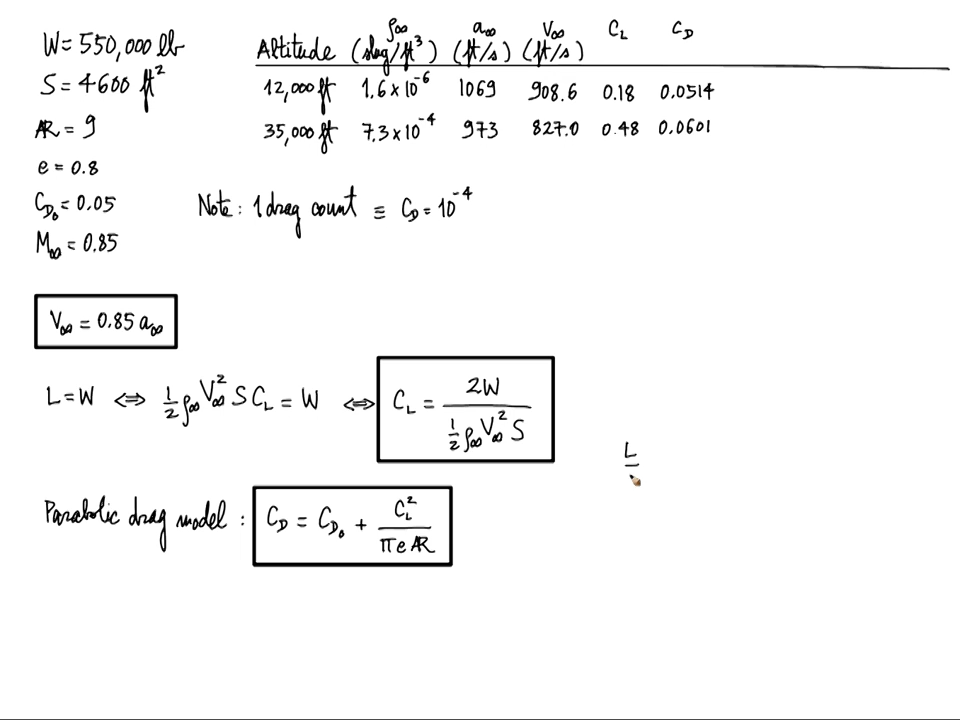 W = 550,000 lb
S = 4600 ft²
AR = 9
e = 0.8
C_D₀ = 0.05
M∞ = 0.85
ρ∞ a∞ V∞ C_L C_D
Altitude (slug/ft³) (ft/s) (ft/s)
12,000 ft 1.6 x 10⁻⁶ 1069 908.6 0.18 0.0514
35,000 ft 7.3 x 10⁻⁴ 973 827.0 0.48 0.0601
Note: 1 drag count ≡ C_D = 10⁻⁴
V∞ = 0.85 a∞
L = W ⇔ 1/2 ρ∞ V∞² S C_L = W ⇔ C_L = 2W / (1/2 ρ∞ V∞² S)
L
Parabolic drag model: C_D = C_D₀ + C_L² / (π e AR)